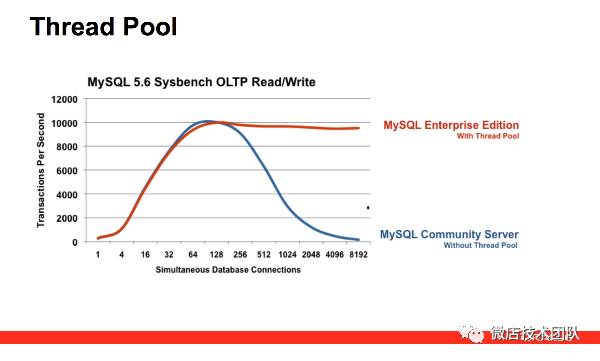 Thread Pool
MySQL 5.6 Sysbench OLTP Read/Write
Transactions Per Second
12000
10000
8000
6000
4000
2000
0
1 4 16 32 64 128 256 512 1024 2048 4096 8192
Simultaneous Database Connections
MySQL Enterprise Edition
With Thread Pool
MySQL Community Server
Without Thread Pool
微店技术团队